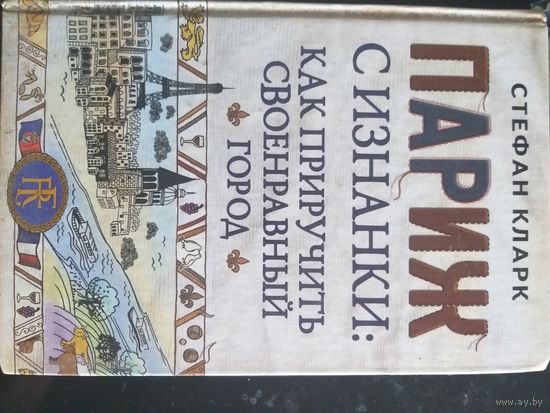 СТЕФАН КЛАРК
ПАРИЖ
С ИЗНАНКИ:
КАК ПРИРУЧИТЬ
СВОЕНРАВНЫЙ
ГОРОД
RF
www.ay.by